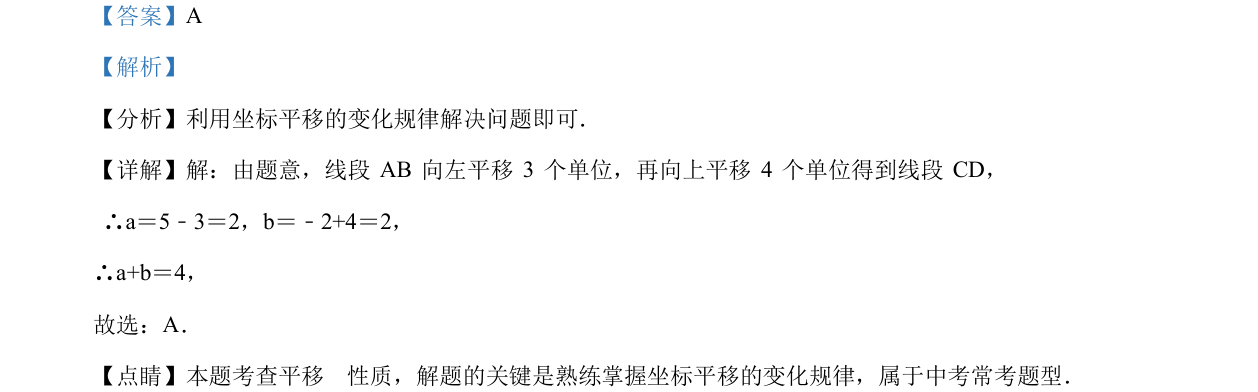 【答案】A
【解析】
【分析】利用坐标平移的变化规律解决问题即可．
【详解】解：由题意，线段 AB 向左平移 3 个单位，再向上平移 4 个单位得到线段 CD，
∴a＝5﹣3＝2，b＝﹣2+4＝2，
∴a+b＝4，
故选：A．
【点睛】本题考查平移　性质，解题的关键是熟练掌握坐标平移的变化规律，属于中考常考题型．